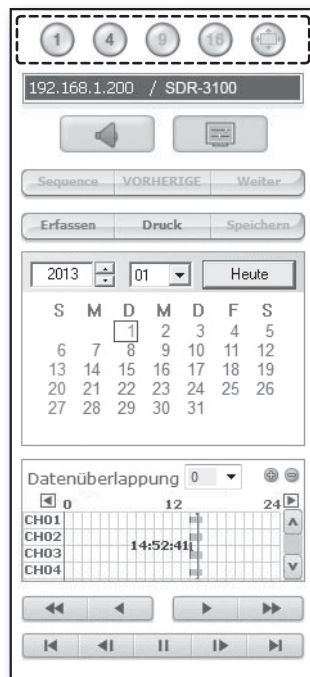 1 4 9 16
192.168.1.200 / SDR-3100
Sequence VORHERIGE Weiter
Erfassen Druck Speichern
2013 01 Heute
S M D M D F S
1 2 3 4 5
6 7 8 9 10 11 12
13 14 15 16 17 18 19
20 21 22 23 24 25 26
27 28 29 30 31
Datenüberlappung 0
0 12 24
CH01
CH02
14:52:41
CH03
CH04